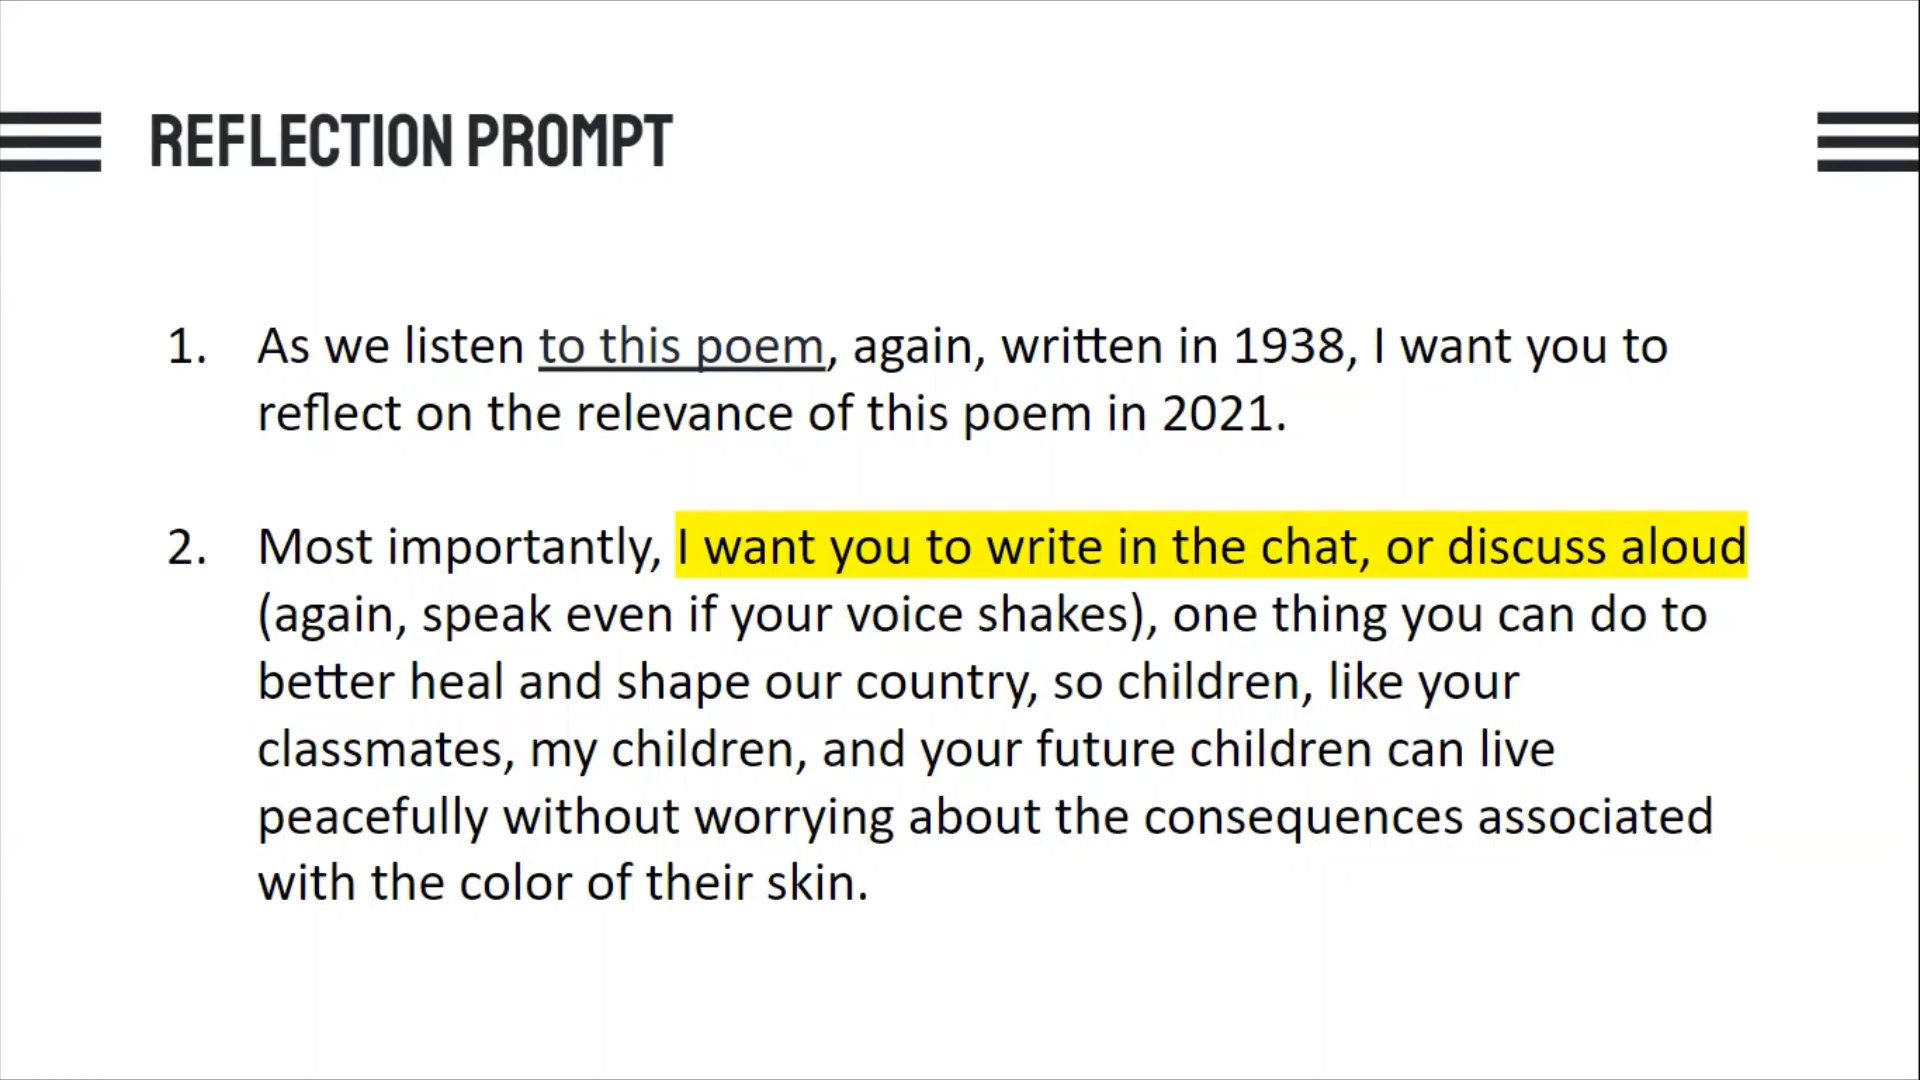 REFLECTION PROMPT
1. As we listen to this poem, again, written in 1938, I want you to
reflect on the relevance of this poem in 2021.
2. Most importantly, I want you to write in the chat, or discuss aloud
(again, speak even if your voice shakes), one thing you can do to
better heal and shape our country, so children, like your
classmates, my children, and your future children can live
peacefully without worrying about the consequences associated
with the color of their skin.